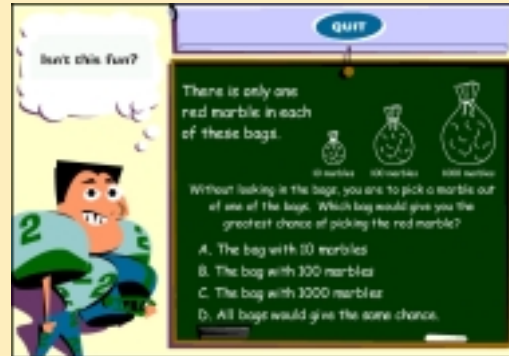 QUIT
Isn't this fun?
There is only one
red marble in each
of these bags.
10 marbles 100 marbles 1000 marbles
Without looking in the bags, you are to pick a marble out
of one of the bags. Which bag would give you the
greatest chance of picking the red marble?
A. The bag with 10 marbles
B. The bag with 100 marbles
C. The bag with 1000 marbles
D. All bags would give the same chance.
2
2